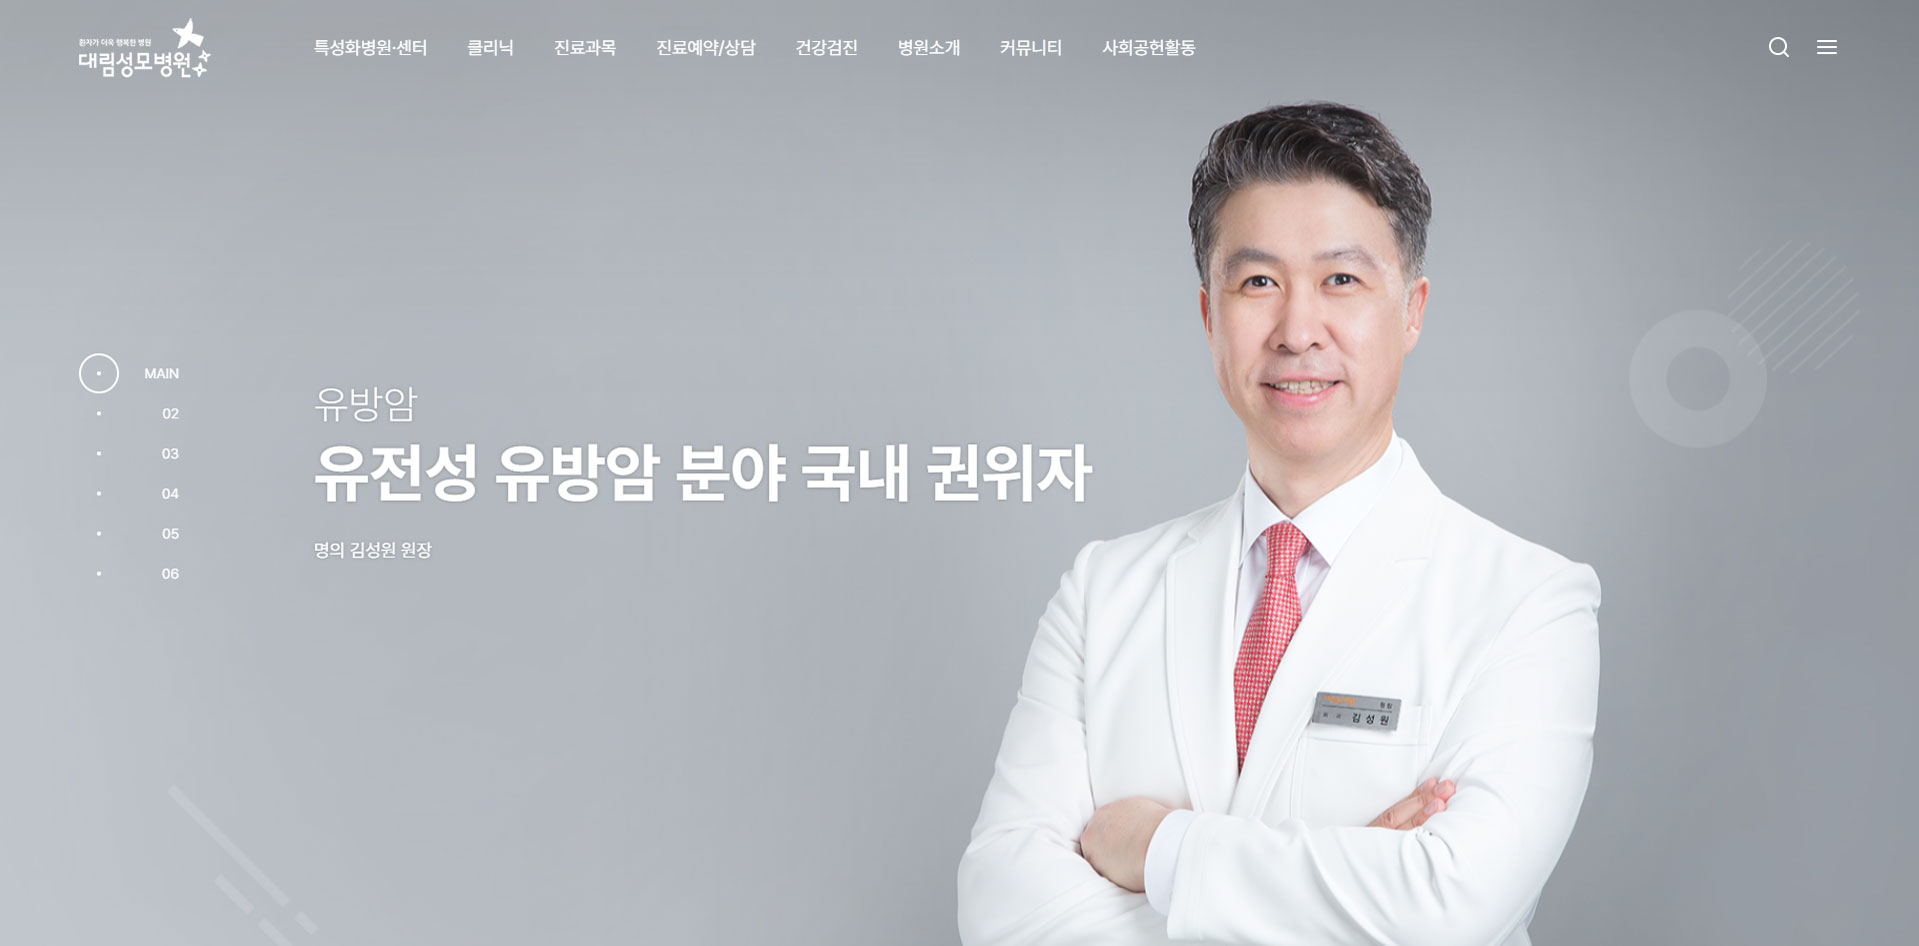 환자가 더욱 행복한 병원
대림성모병원
특성화병원·센터 클리닉 진료과목 진료예약/상담 건강검진 병원소개 커뮤니티 사회공헌활동
MAIN
02
03
04
05
06
유방암
유전성 유방암 분야 국내 권위자
명의 김성원 원장
김성원